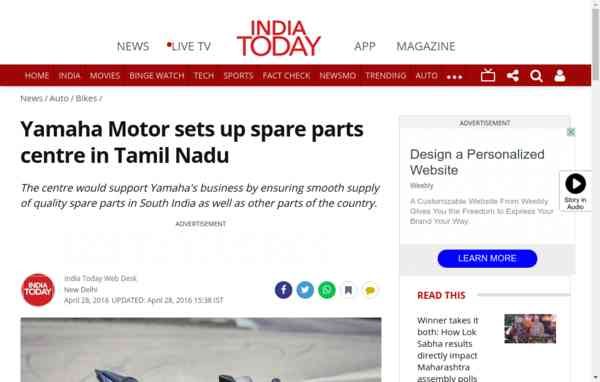 NEWS
LIVE TV
INDIA
TODAY
APP
MAGAZINE
HOME INDIA MOVIES BINGE WATCH TECH SPORTS FACT CHECK NEWSMO TRENDING AUTO
News / Auto / Bikes /
Yamaha Motor sets up spare parts
centre in Tamil Nadu
The centre would support Yamaha's business by ensuring smooth supply
of quality spare parts in South India as well as other parts of the country.
ADVERTISEMENT
INDIA
TODAY
India Today Web Desk
New Delhi
April 28, 2016 UPDATED: April 28, 2016 15:38 IST
ADVERTISEMENT
Design a Personalized
Website
Weebly
A Customizable Website From Weebly
Gives You the Freedom to Express Your
Brand Your Way.
LEARN MORE
Story in
Audio
READ THIS
Winner takes it
both: How Lok
Sabha results
directly impact
Maharashtra
assembly polls